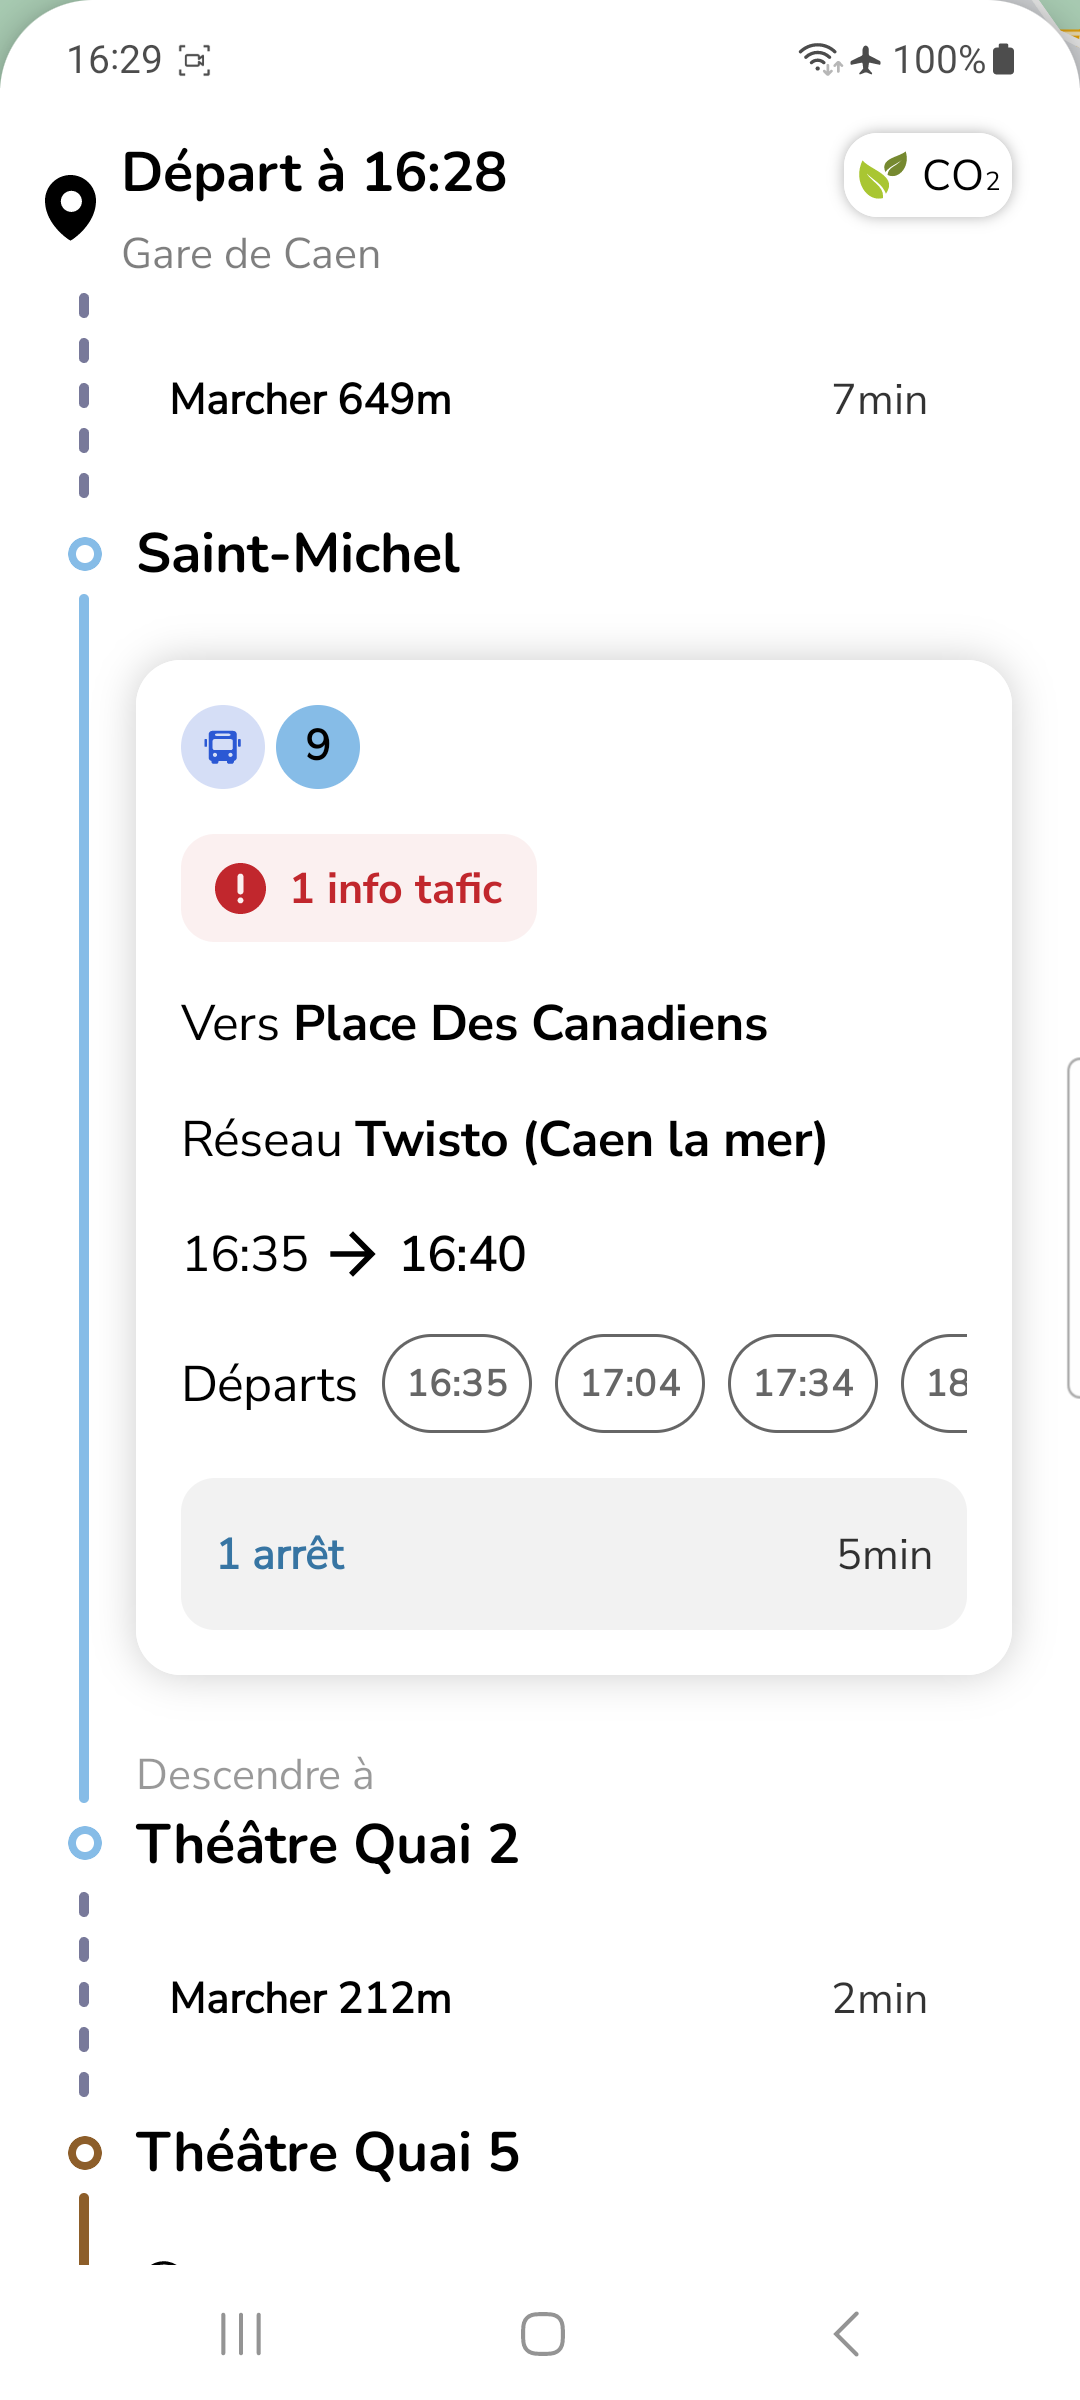 16:29 100%
Départ à 16:28
CO2
Gare de Caen
Marcher 649m 7min
Saint-Michel
9
1 info tafic
Vers Place Des Canadiens
Réseau Twisto (Caen la mer)
16:35 → 16:40
Départs 16:35 17:04 17:34 18
1 arrêt 5min
Descendre à
Théâtre Quai 2
Marcher 212m 2min
Théâtre Quai 5